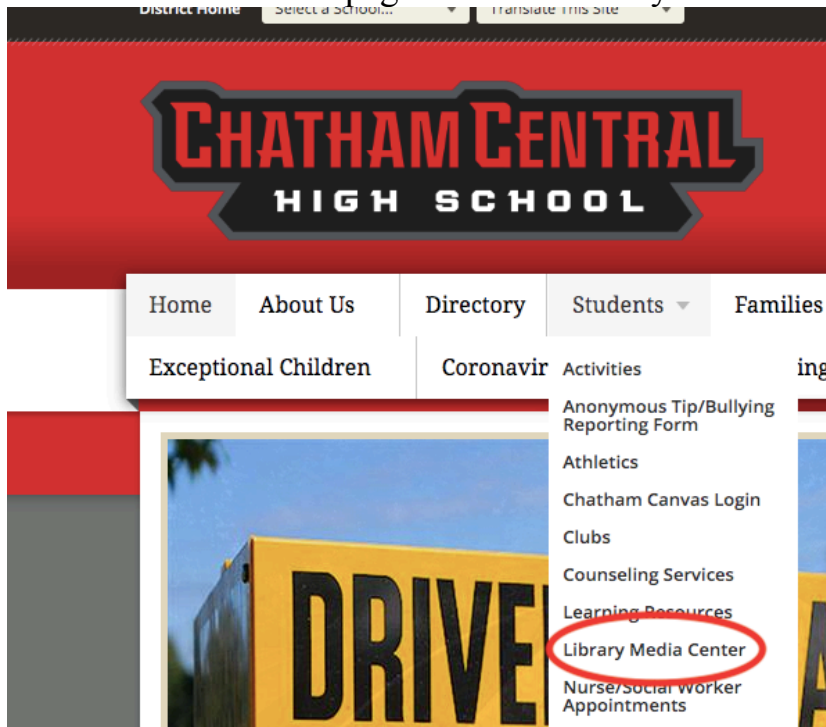 District Home Select a School... Translate This Site
CHATHAM CENTRAL
HIGH SCHOOL
Home About Us Directory Students Families
Exceptional Children Coronavir ing
Activities
Anonymous Tip/Bullying
Reporting Form
Athletics
Chatham Canvas Login
Clubs
Counseling Services
Learning Resources
Library Media Center
Nurse/Social Worker
Appointments
DRIVE